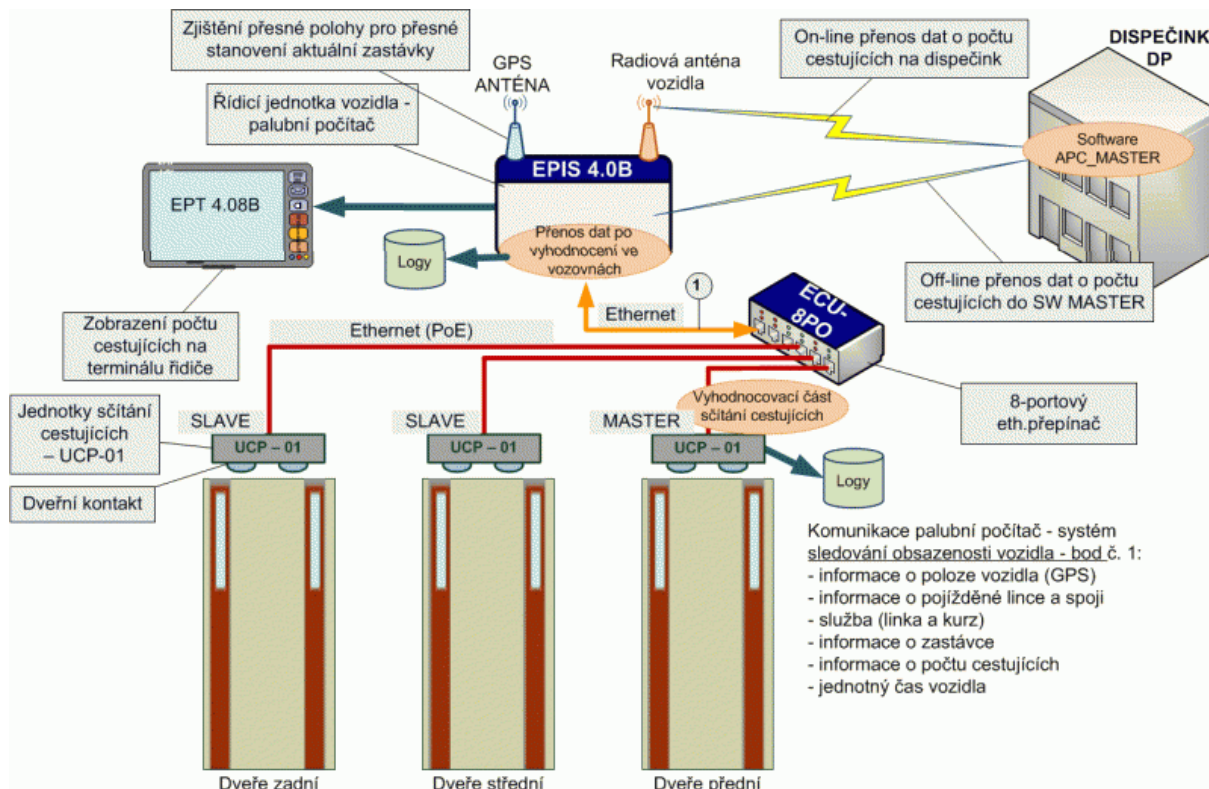 Zjištění přesné polohy pro přesné
stanovení aktuální zastávky
GPS
ANTÉNA
Radiová anténa
vozidla
On-line přenos dat o počtu
cestujících na dispečink
DISPEČINK
DP
Řídicí jednotka vozidla -
palubní počítač
Software
APC_MASTER
EPIS 4.0B
EPT 4.08B
Přenos dat po
vyhodnocení ve
vozovnách
Logy
Off-line přenos dat o počtu
cestujících do SW MASTER
1
ECU-
8PO
Ethernet
Zobrazení počtu
cestujících na
terminálu řidiče
Ethernet (PoE)
Jednotky sčítání
cestujících
– UCP-01
SLAVE
SLAVE
MASTER
Vyhodnocovací část
sčítání cestujících
8-portový
eth.přepínač
UCP – 01
UCP – 01
UCP – 01
Logy
Dveřní kontakt
Komunikace palubní počítač - systém
sledování obsazenosti vozidla - bod č. 1:
- informace o poloze vozidla (GPS)
- informace o pojížděné lince a spoji
- služba (linka a kurz)
- informace o zastávce
- informace o počtu cestujících
- jednotný čas vozidla
Dveře zadní
Dveře střední
Dveře přední